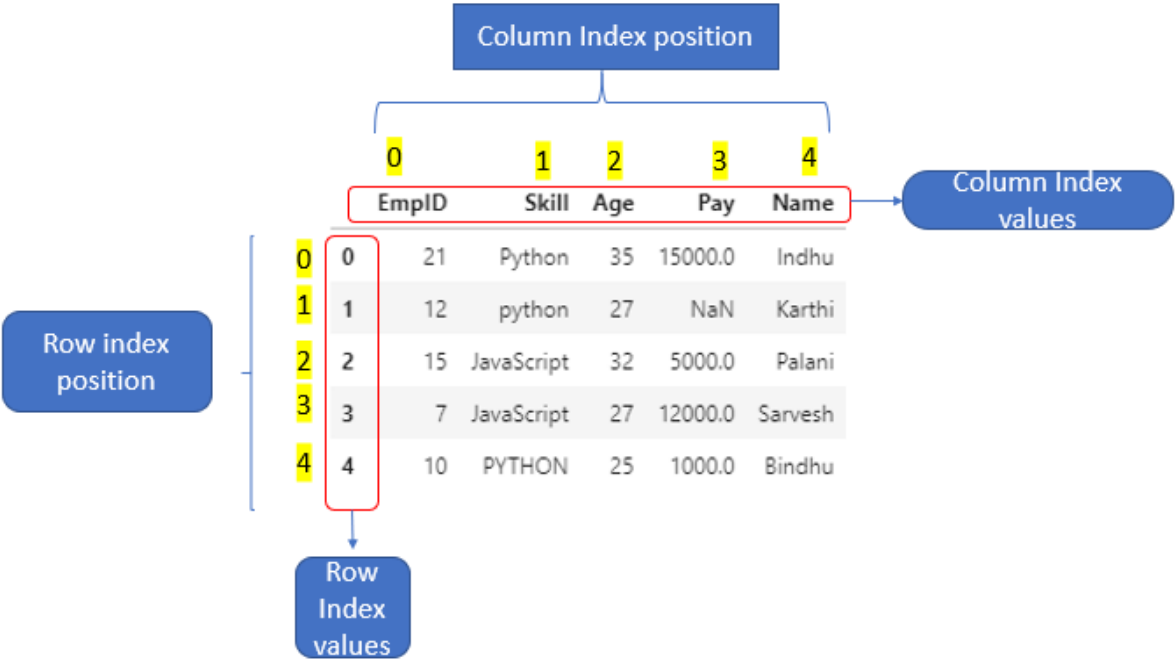 Column Index position
0 1 2 3 4
EmpID Skill Age Pay Name
Column Index
values
0 0 21 Python 35 15000.0 Indhu
1 1 12 python 27 NaN Karthi
Row index
position
2 2 15 JavaScript 32 5000.0 Palani
3 3 7 JavaScript 27 12000.0 Sarvesh
4 4 10 PYTHON 25 1000.0 Bindhu
Row
Index
values